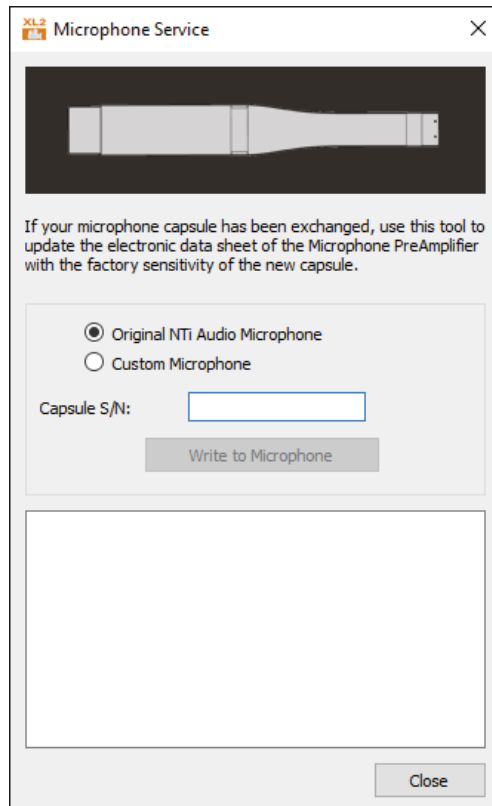 XL2
Microphone Service
If your microphone capsule has been exchanged, use this tool to
update the electronic data sheet of the Microphone PreAmplifier
with the factory sensitivity of the new capsule.
Original NTi Audio Microphone
Custom Microphone
Capsule S/N:
Write to Microphone
Close